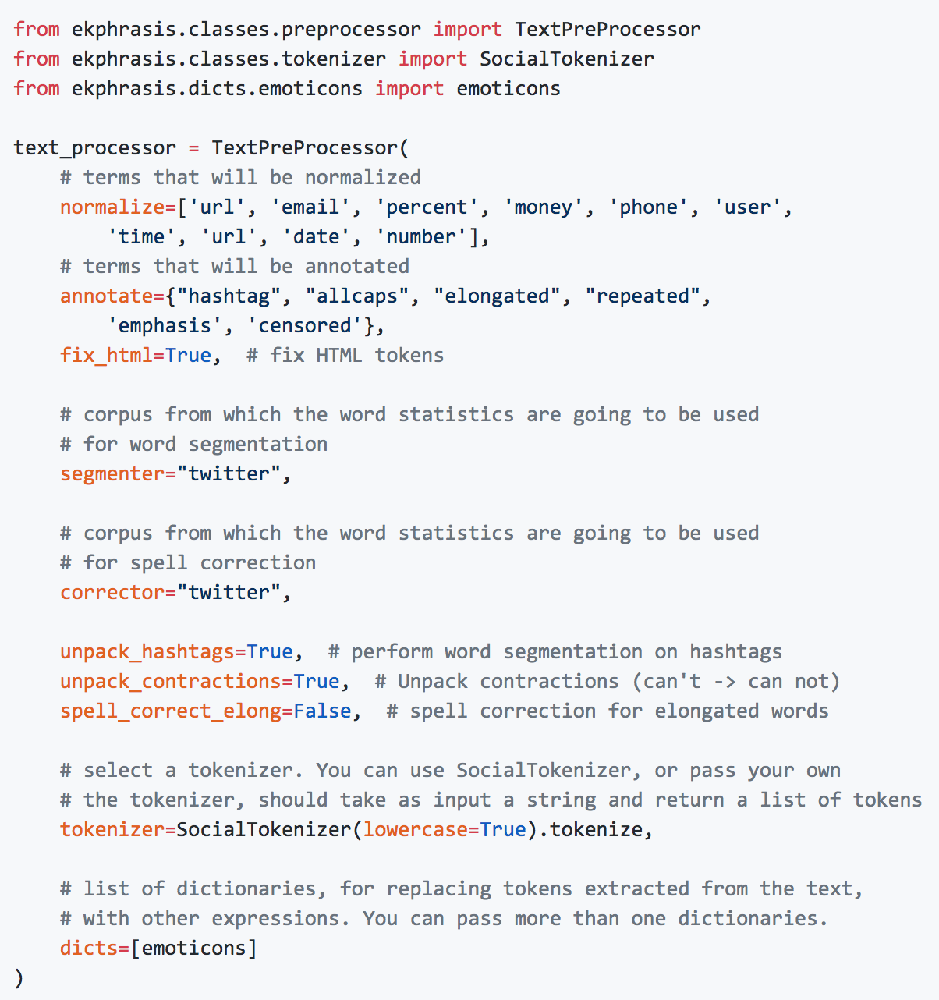 from ekphrasis.classes.preprocessor import TextPreProcessor
from ekphrasis.classes.tokenizer import SocialTokenizer
from ekphrasis.dicts.emoticons import emoticons

text_processor = TextPreProcessor(
    # terms that will be normalized
    normalize=['url', 'email', 'percent', 'money', 'phone', 'user',
        'time', 'url', 'date', 'number'],
    # terms that will be annotated
    annotate={"hashtag", "allcaps", "elongated", "repeated",
        'emphasis', 'censored'},
    fix_html=True,  # fix HTML tokens

    # corpus from which the word statistics are going to be used
    # for word segmentation
    segmenter="twitter",

    # corpus from which the word statistics are going to be used
    # for spell correction
    corrector="twitter",

    unpack_hashtags=True,  # perform word segmentation on hashtags
    unpack_contractions=True,  # Unpack contractions (can't -> can not)
    spell_correct_elong=False,  # spell correction for elongated words

    # select a tokenizer. You can use SocialTokenizer, or pass your own
    # the tokenizer, should take as input a string and return a list of tokens
    tokenizer=SocialTokenizer(lowercase=True).tokenize,

    # list of dictionaries, for replacing tokens extracted from the text,
    # with other expressions. You can pass more than one dictionaries.
    dicts=[emoticons]
)